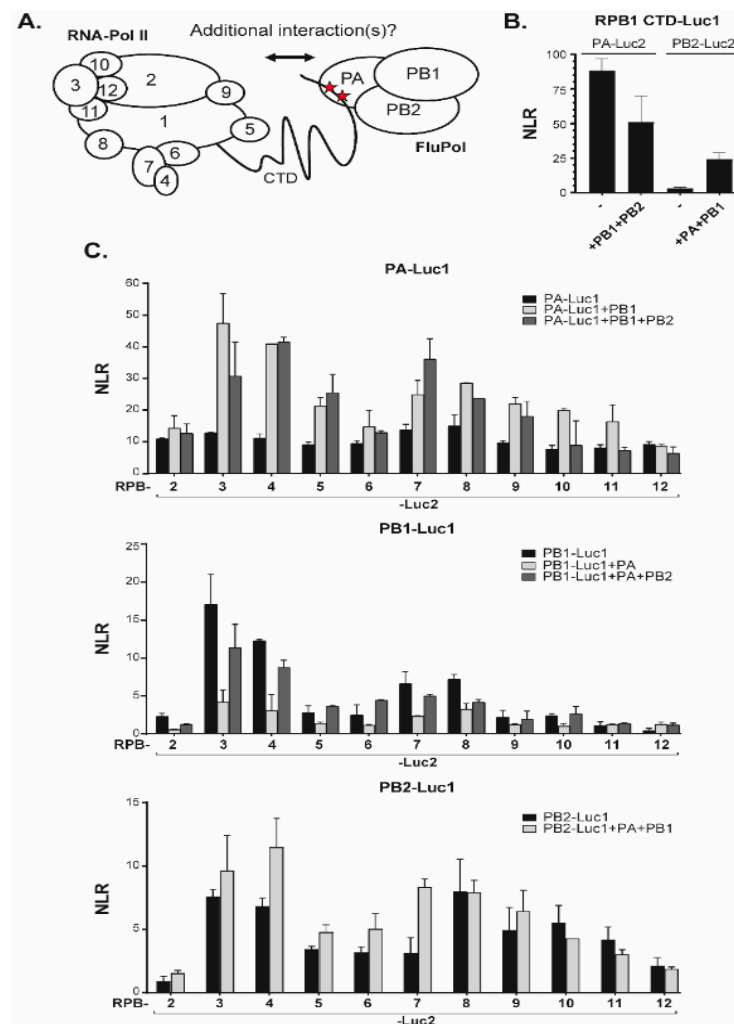 A.
RNA-Pol II
Additional interaction(s)?
10
3
12
2
11
9
1
5
8
6
7
4
CTD
PA
PB1
PB2
FluPol
B.
RPB1 CTD-Luc1
PA-Luc2 PB2-Luc2
NLR
100
75
50
25
0
- +PB1+PB2 - +PA+PB1
C.
PA-Luc1
NLR
60
50
40
30
20
10
0
PA-Luc1
PA-Luc1+PB1
PA-Luc1+PB1+PB2
RPB- 2 3 4 5 6 7 8 9 10 11 12
-Luc2
PB1-Luc1
NLR
25
20
15
10
5
0
PB1-Luc1
PB1-Luc1+PA
PB1-Luc1+PA+PB2
RPB- 2 3 4 5 6 7 8 9 10 11 12
-Luc2
PB2-Luc1
NLR
15
10
5
0
PB2-Luc1
PB2-Luc1+PA+PB1
RPB- 2 3 4 5 6 7 8 9 10 11 12
-Luc2